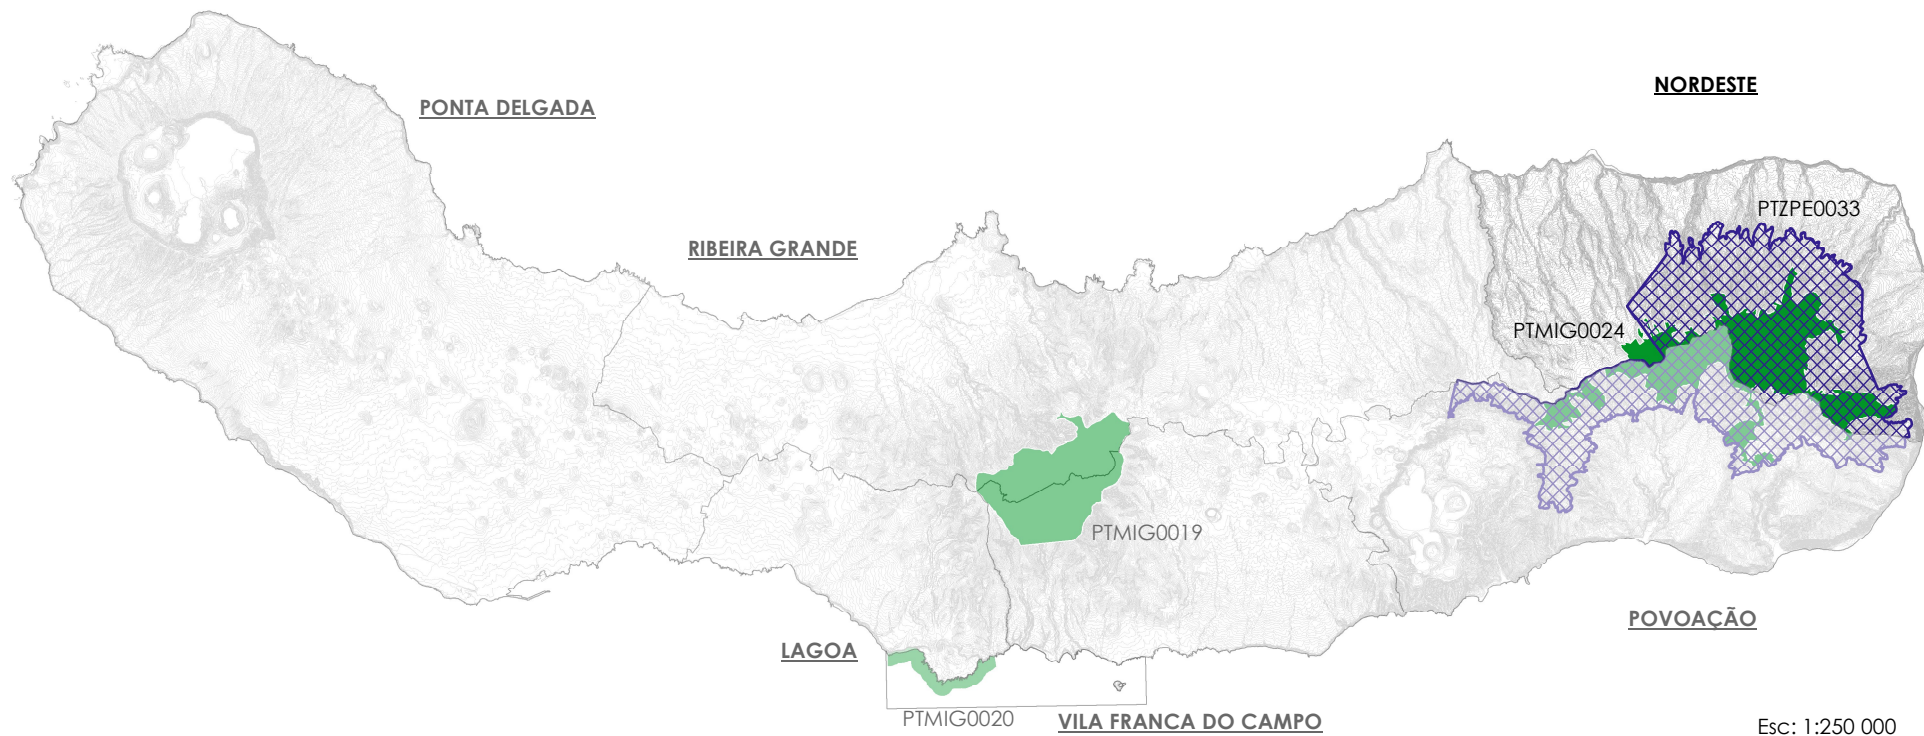 NORDESTE
PONTA DELGADA
PTZPE0033
RIBEIRA GRANDE
PTMIG0024
PTMIG0019
POVOAÇÃO
LAGOA
PTMIG0020
VILA FRANCA DO CAMPO
Esc: 1:250 000